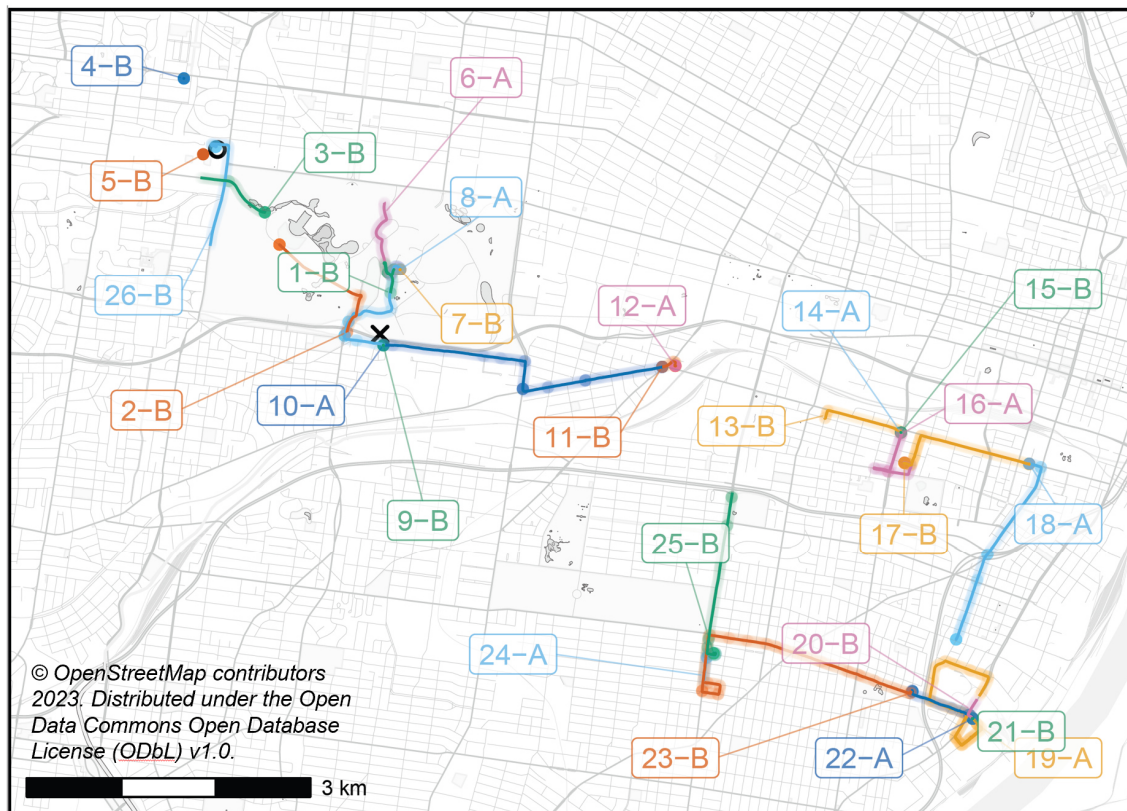 4−B
6−A
3−B
5−B
8−A
1−B
26−B
7−B
12−A
14−A
15−B
2−B
10−A
11−B
13−B
16−A
9−B
17−B
18−A
25−B
24−A
20−B
© OpenStreetMap contributors
2023. Distributed under the Open
Data Commons Open Database
License (ODbL) v1.0.
23−B
22−A
21−B
19−A
3 km